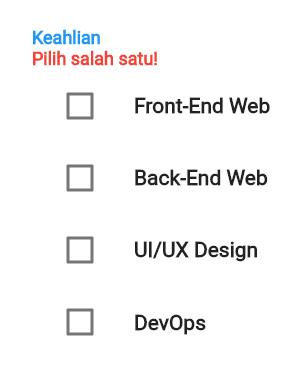 Keahlian
Pilih salah satu!
Front-End Web
Back-End Web
UI/UX Design
DevOps